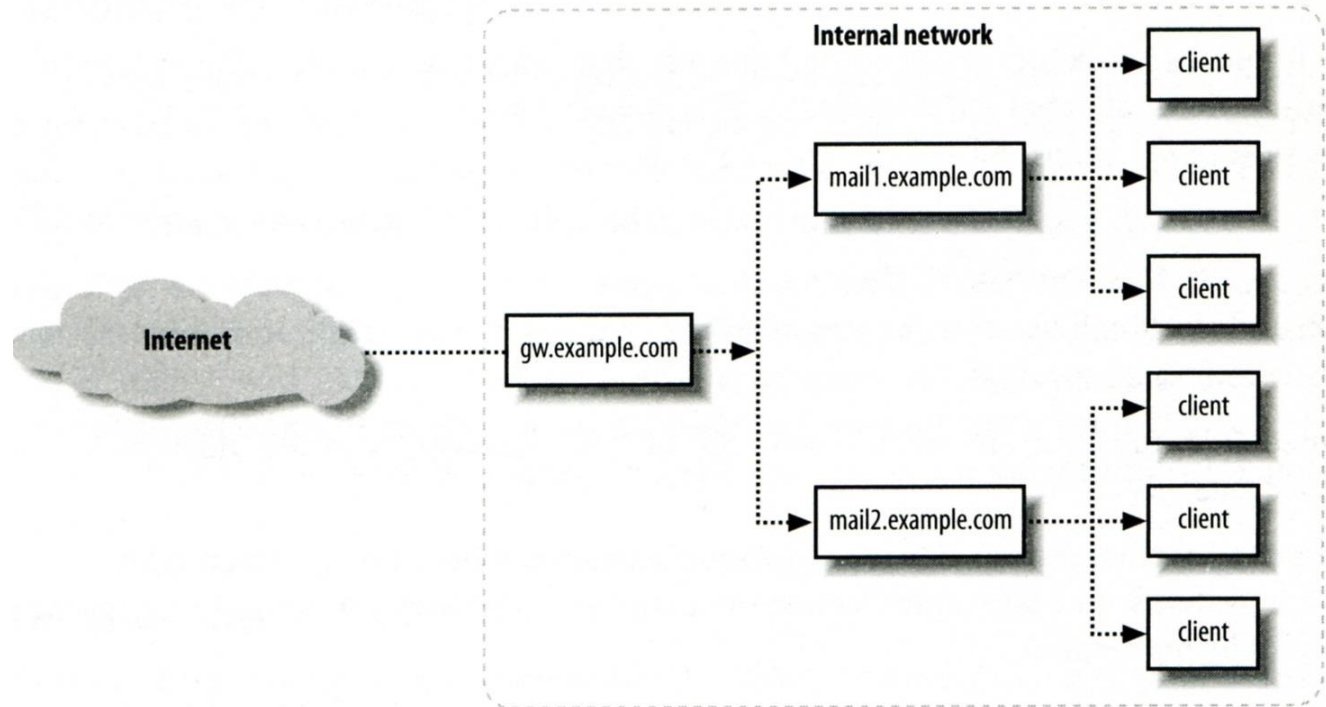 Internal network
client
mail1.example.com
client
client
Internet
gw.example.com
client
mail2.example.com
client
client